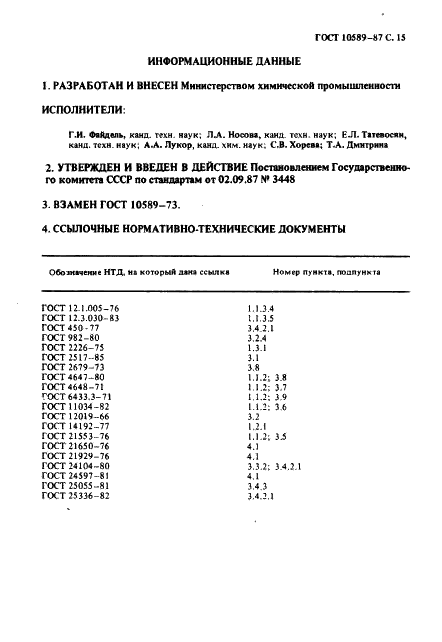 ГОСТ 10589–87 С. 15
ИНФОРМАЦИОННЫЕ ДАННЫЕ
1. РАЗРАБОТАН И ВНЕСЕН Министерством химической промышленности
ИСПОЛНИТЕЛИ:
Г.И. Файдель, канд. техн. наук; Л.А. Носова, канд. техн. наук; Е.Л. Татевосян,
канд. техн. наук; А.А. Лукор, канд. хим. наук; С.В. Хорева; Т.А. Дмитрина
2. УТВЕРЖДЕН И ВВЕДЕН В ДЕЙСТВИЕ Постановлением Государственно-
го комитета СССР по стандартам от 02.09.87 № 3448
3. ВЗАМЕН ГОСТ 10589–73.
4. ССЫЛОЧНЫЕ НОРМАТИВНО-ТЕХНИЧЕСКИЕ ДОКУМЕНТЫ
Обозначение НТД, на который дана ссылка Номер пункта, подпункта
ГОСТ 12.1.005–76 1.1.3.4
ГОСТ 12.3.030–83 1.1.3.5
ГОСТ 450–77 3.4.2.1
ГОСТ 982–80 3.2.4
ГОСТ 2226–75 1.3.1
ГОСТ 2517–85 3.1
ГОСТ 2679–73 3.8
ГОСТ 4647–80 1.1.2; 3.8
ГОСТ 4648–71 1.1.2; 3.7
ГОСТ 6433.3–71 1.1.2; 3.9
ГОСТ 11034–82 1.1.2; 3.6
ГОСТ 12019–66 3.2
ГОСТ 14192–77 1.2.1
ГОСТ 21553–76 1.1.2; 3.5
ГОСТ 21650–76 4.1
ГОСТ 21929–76 4.1
ГОСТ 24104–80 3.3.2; 3.4.2.1
ГОСТ 24597–81 4.1
ГОСТ 25055–81 3.4.3
ГОСТ 25336–82 3.4.2.1